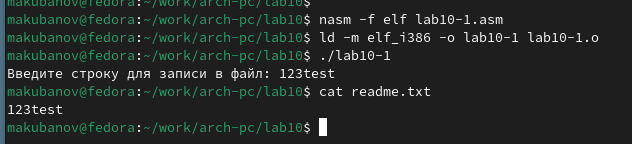 makubanov@fedora:~/work/arch-pc/lab10$
makubanov@fedora:~/work/arch-pc/lab10$ nasm -f elf lab10-1.asm
makubanov@fedora:~/work/arch-pc/lab10$ ld -m elf_i386 -o lab10-1 lab10-1.o
makubanov@fedora:~/work/arch-pc/lab10$ ./lab10-1
Введите строку для записи в файл: 123test
makubanov@fedora:~/work/arch-pc/lab10$ cat readme.txt
123test
makubanov@fedora:~/work/arch-pc/lab10$